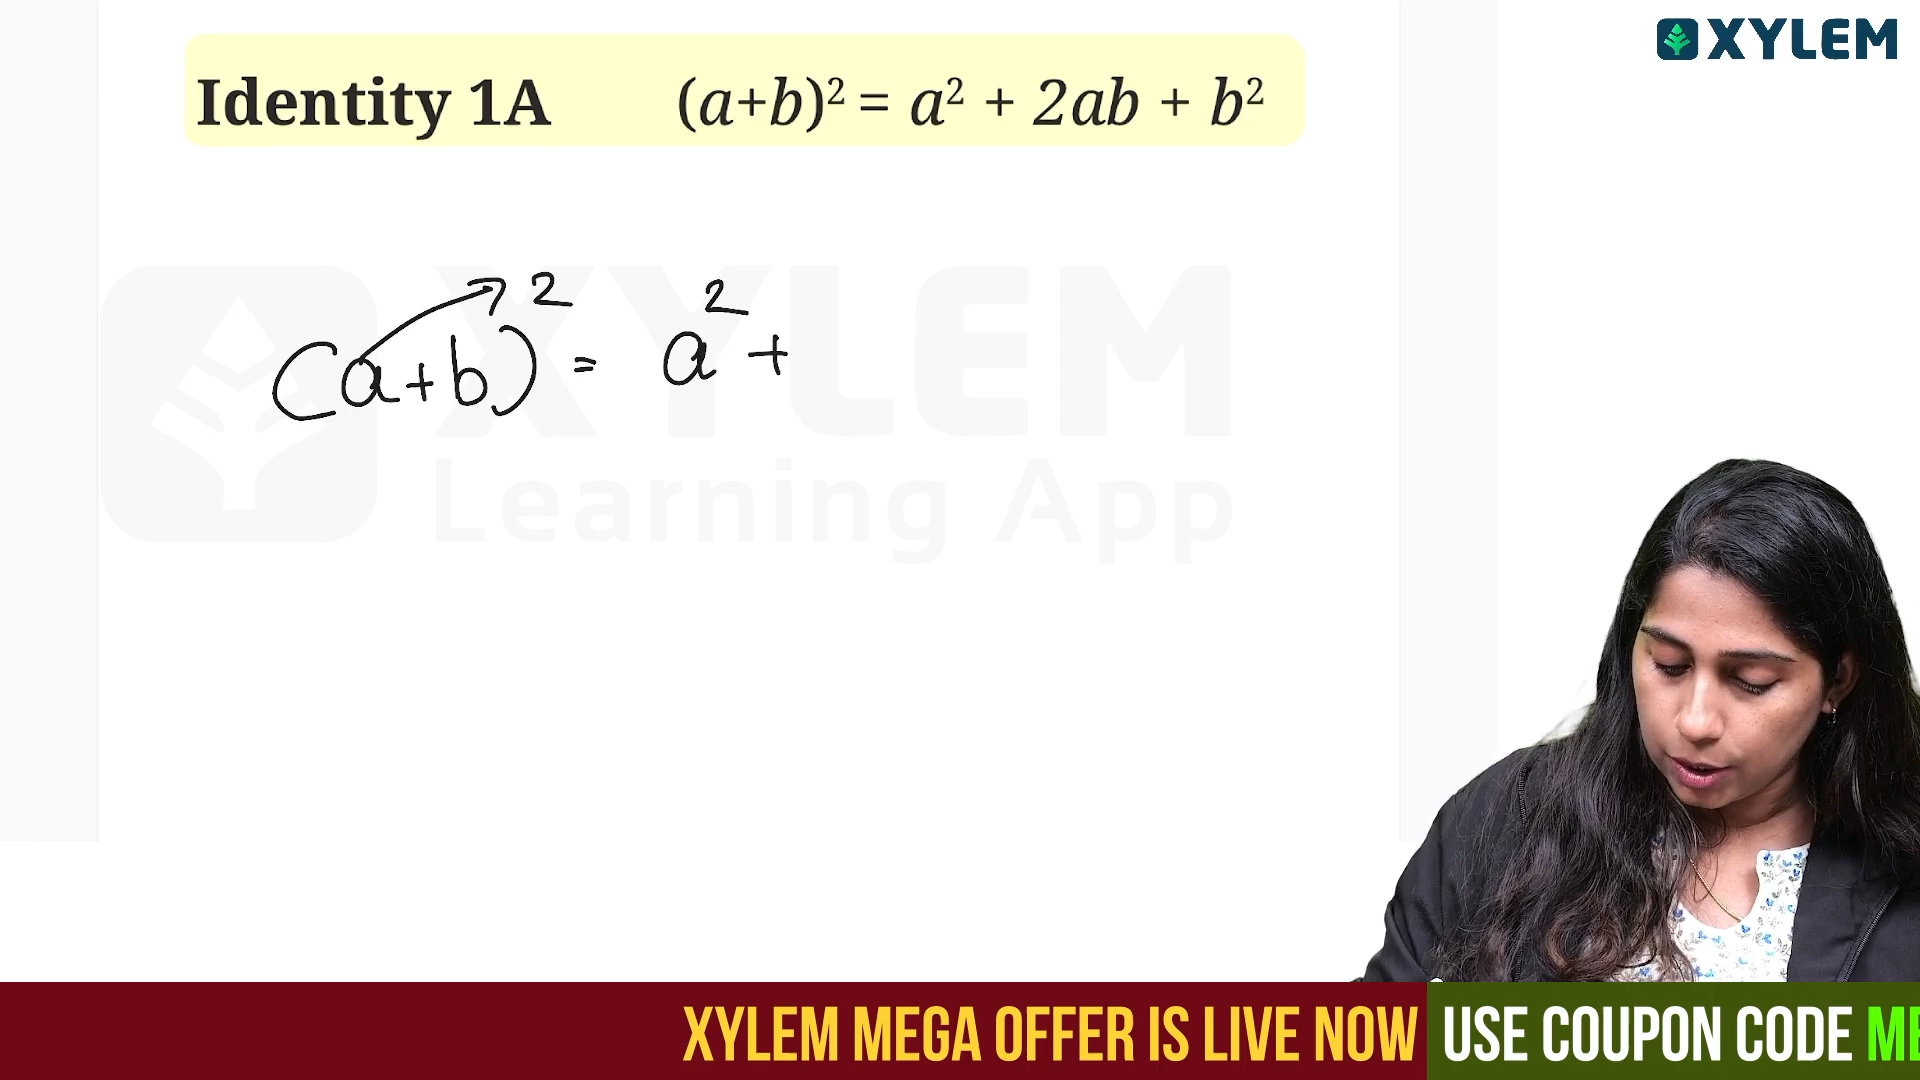 XYLEM
Identity 1A (a+b)² = a² + 2ab + b²
(a+b)² = a² +
XYLEM
Learning App
XYLEM MEGA OFFER IS LIVE NOW USE COUPON CODE